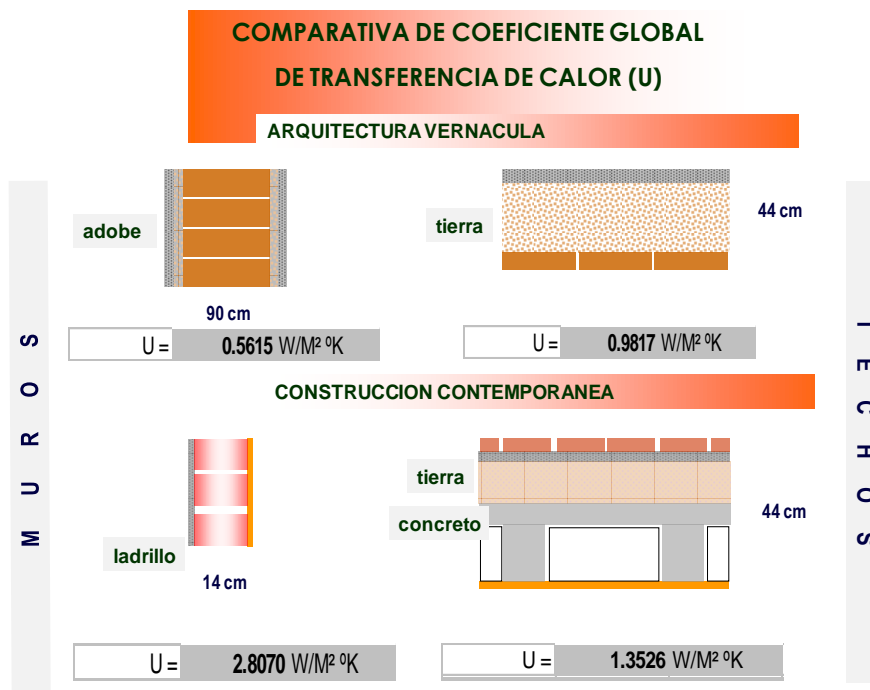 COMPARATIVA DE COEFICIENTE GLOBAL
DE TRANSFERENCIA DE CALOR (U)
ARQUITECTURA VERNACULA
MUROS
TECHOS
adobe
90 cm
U = 0.5615 W/M² ºK
tierra
44 cm
U = 0.9817 W/M² ºK
CONSTRUCCION CONTEMPORANEA
ladrillo
14 cm
U = 2.8070 W/M² ºK
tierra
concreto
44 cm
U = 1.3526 W/M² ºK